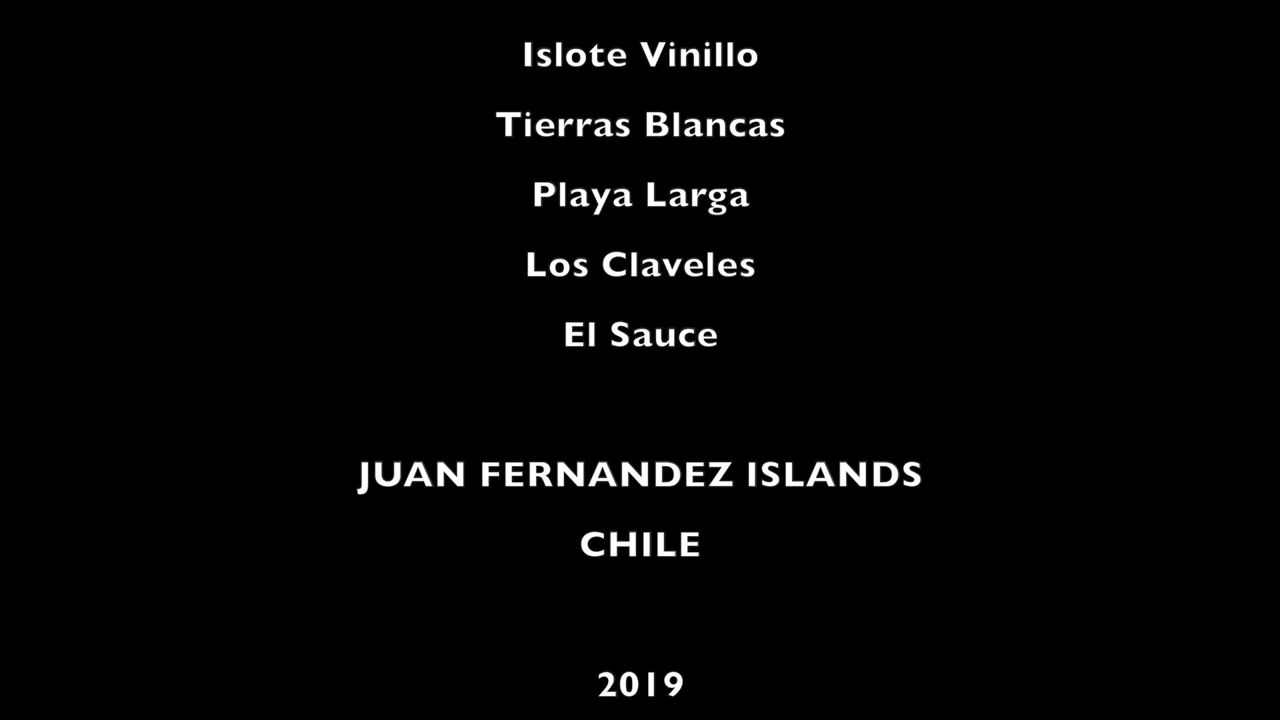 Islote Vinillo
Tierras Blancas
Playa Larga
Los Claveles
El Sauce
JUAN FERNANDEZ ISLANDS
CHILE
2019